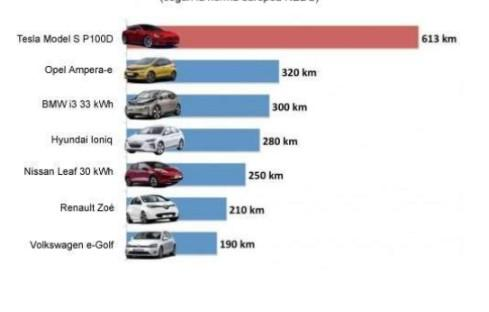 Tesla Model S P100D 613 km
Opel Ampera-e 320 km
BMW i3 33 kWh 300 km
Hyundai Ioniq 280 km
Nissan Leaf 30 kWh 250 km
Renault Zoé 210 km
Volkswagen e-Golf 190 km